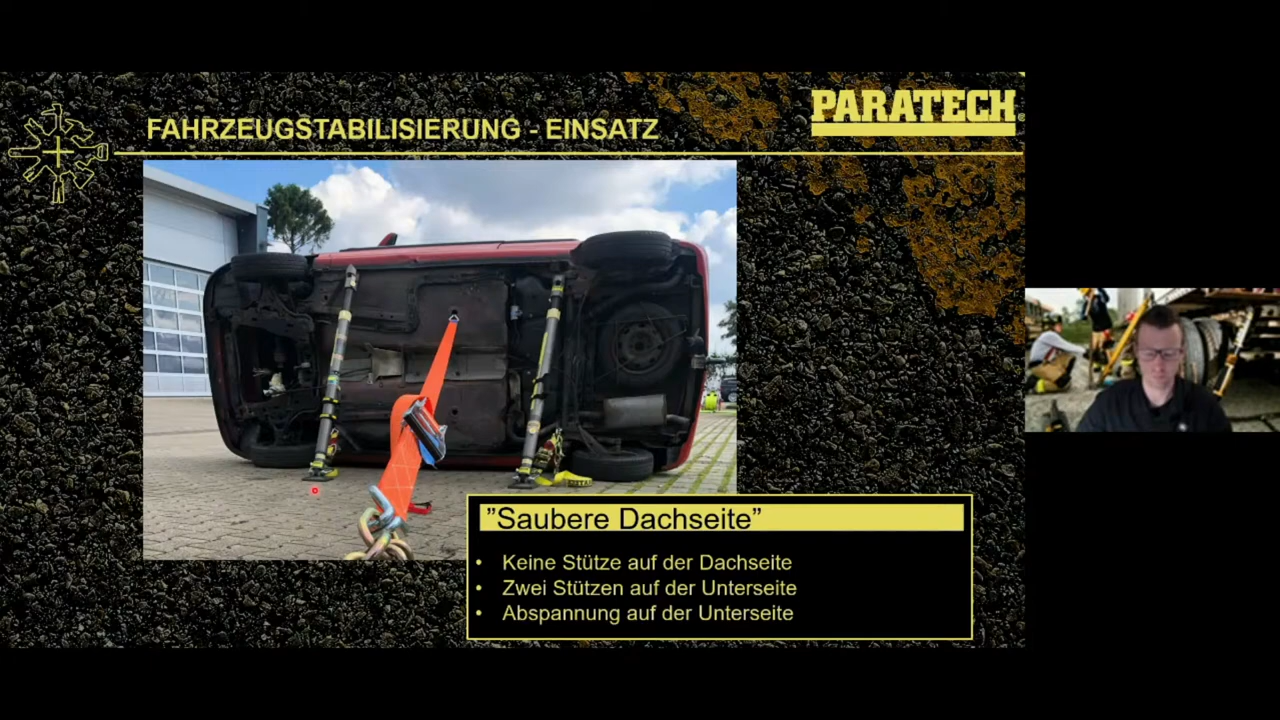 FAHRZEUGSTABILISIERUNG - EINSATZ
PARATECH®
”Saubere Dachseite”
• Keine Stütze auf der Dachseite
• Zwei Stützen auf der Unterseite
• Abspannung auf der Unterseite